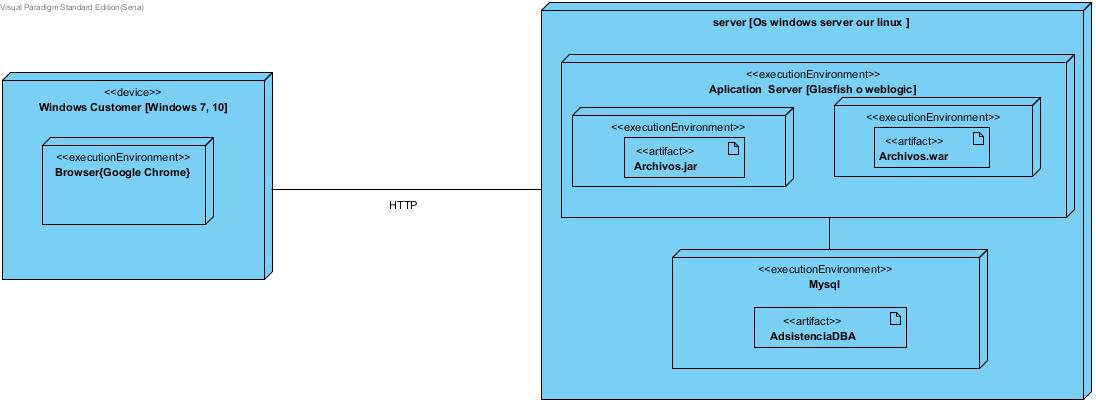 Visual Paradigm Standard Edition(Sena)
server [Os windows server our linux ]
<<executionEnvironment>>
Aplication  Server [Glasfish o weblogic]
<<executionEnvironment>>
<<artifact>>
Archivos.jar
<<executionEnvironment>>
<<artifact>>
Archivos.war
<<device>>
Windows Customer [Windows 7, 10]
<<executionEnvironment>>
Browser{Google Chrome}
HTTP
<<executionEnvironment>>
Mysql
<<artifact>>
AdsistenciaDBA